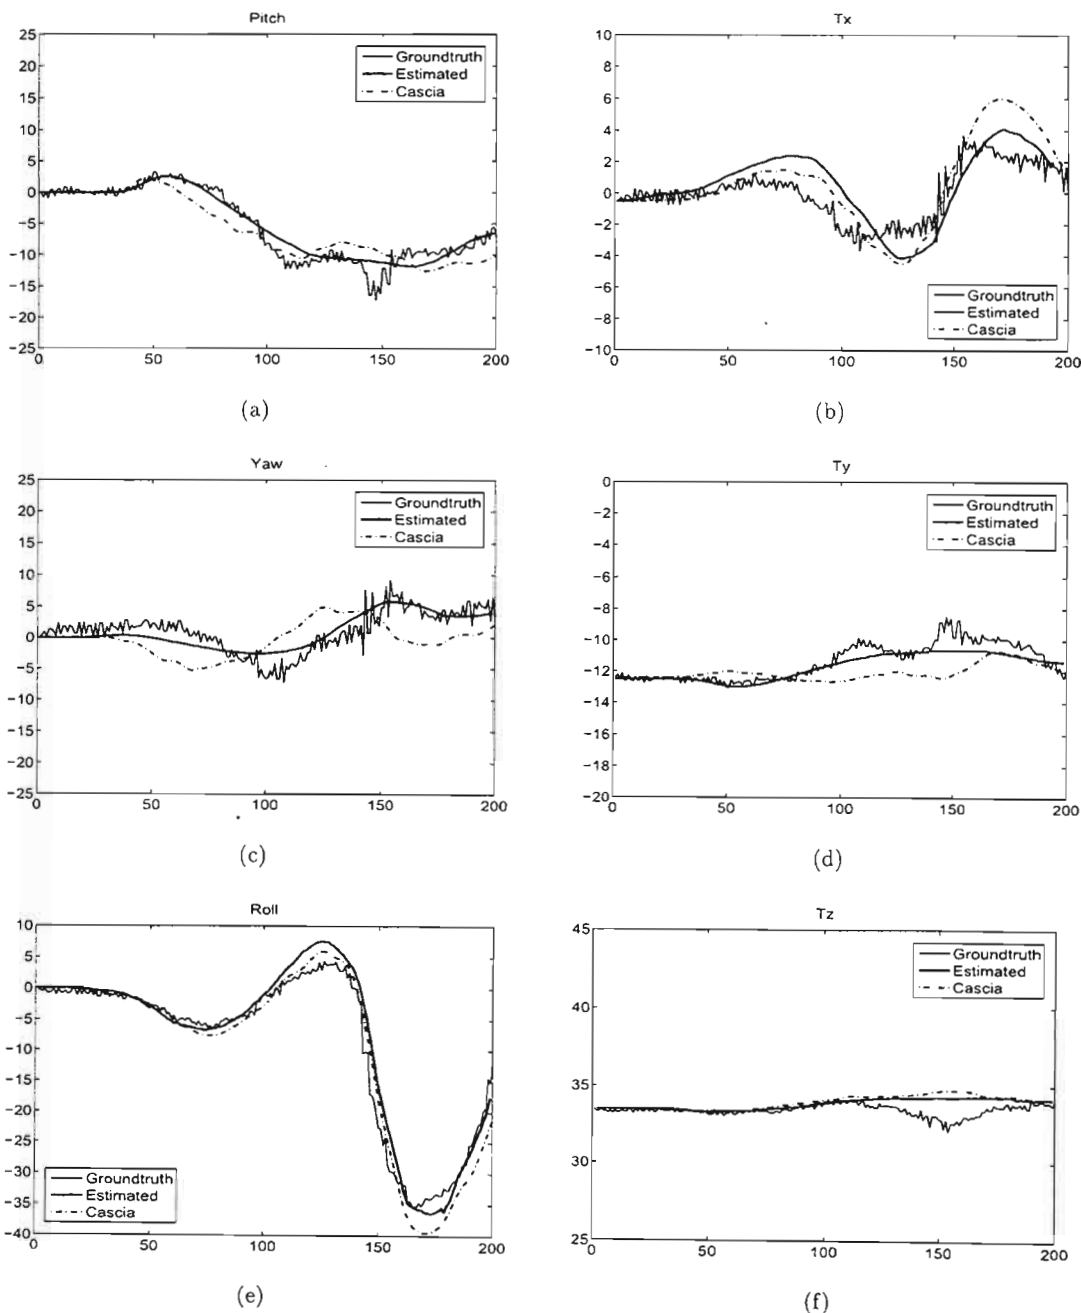 Pitch
25
20
15
10
5
0
−5
−10
−15
−20
−25
0 50 100 150 200
Groundtruth
Estimated
Cascia
(a)
Tx
10
8
6
4
2
0
−2
−4
−6
−8
−10
0 50 100 150 200
Groundtruth
Estimated
Cascia
(b)
Yaw
25
20
15
10
5
0
−5
−10
−15
−20
−25
0 50 100 150 200
Groundtruth
Estimated
Cascia
(c)
Ty
0
−2
−4
−6
−8
−10
−12
−14
−16
−18
−20
0 50 100 150 200
Groundtruth
Estimated
Cascia
(d)
Roll
10
5
0
−5
−10
−15
−20
−25
−30
−35
−40
0 50 100 150 200
Groundtruth
Estimated
Cascia
(e)
Tz
45
40
35
30
25
0 50 100 150 200
Groundtruth
Estimated
Cascia
(f)